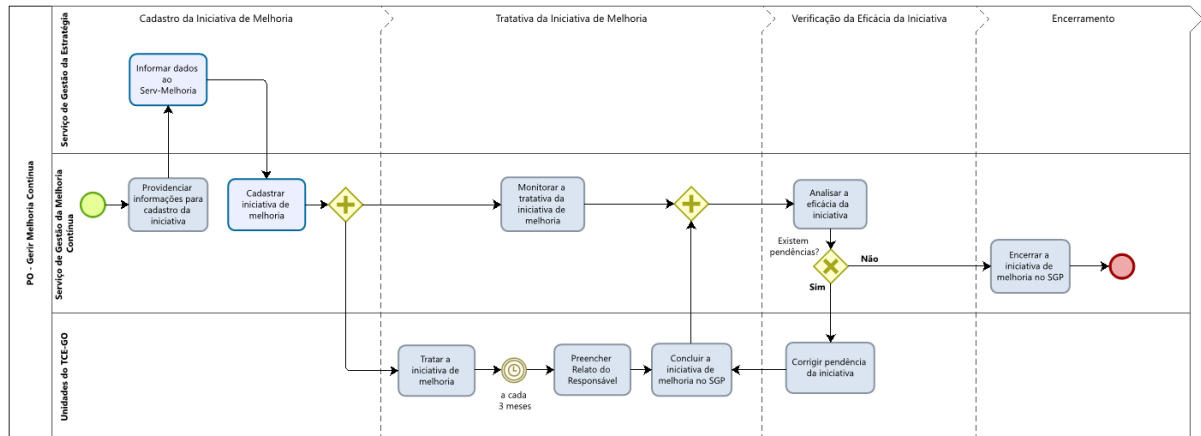 Cadastro da Iniciativa de Melhoria
Tratativa da Iniciativa de Melhoria
Verificação da Eficácia da Iniciativa
Encerramento
PO - Gerir Melhoria Contínua
Serviço de Gestão da Estratégia
Informar dados
ao
Serv-Melhoria
Serviço de Gestão da Melhoria
Contínua
Providenciar
informações para
cadastro da
iniciativa
Cadastrar
iniciativa de
melhoria
Monitorar a
tratativa da
iniciativa de
melhoria
Analisar a
eficácia da
iniciativa
Existem
pendências?
Não
Sim
Encerrar a
iniciativa de
melhoria no SGP
Unidades do TCE-GO
Tratar a
iniciativa de
melhoria
a cada
3 meses
Preencher
Relato do
Responsável
Concluir a
iniciativa de
melhoria no SGP
Corrigir pendência
da iniciativa